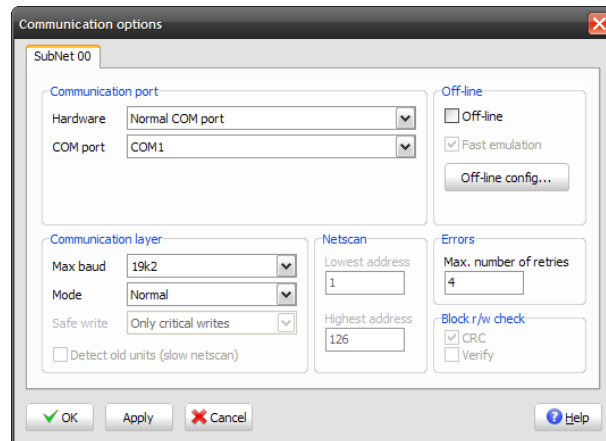 Communication options
SubNet 00
Communication port
Hardware Normal COM port
COM port COM1
Off-line
Off-line
Fast emulation
Off-line config...
Communication layer
Max baud 19k2
Mode Normal
Safe write Only critical writes
Detect old units (slow netscan)
Netscan
Lowest address
1
Highest address
126
Errors
Max. number of retries
4
Block r/w check
CRC
Verify
OK Apply Cancel Help